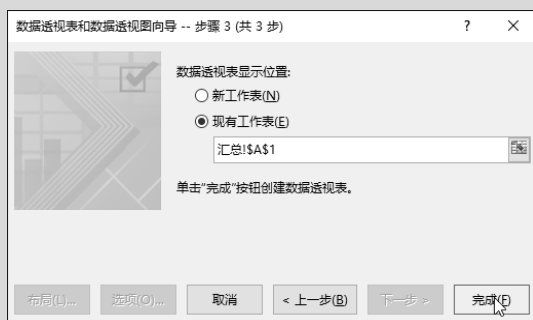 数据透视表和数据透视图向导 -- 步骤 3 (共 3 步)
数据透视表显示位置:
新工作表(N)
现有工作表(E)
汇总!$A$1
单击"完成"按钮创建数据透视表。
布局(L)... 选项(O)... 取消 < 上一步(B) 下一步 > 完成(F)